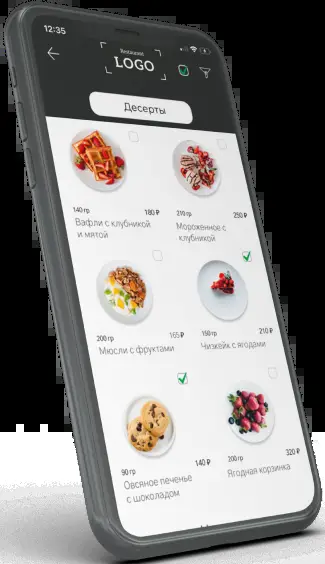 12:35
Restaurant
LOGO
Десерты
140 гр 180 ₽
Вафли с клубникой
и мятой
210 гр 250 ₽
Мороженное с
клубникой
200 гр 165 ₽
Мюсли с фруктами
150 гр 210 ₽
Чизкейк с ягодами
90 гр 140 ₽
Овсяное печенье
с шоколадом
200 гр 320 ₽
Ягодная корзинка